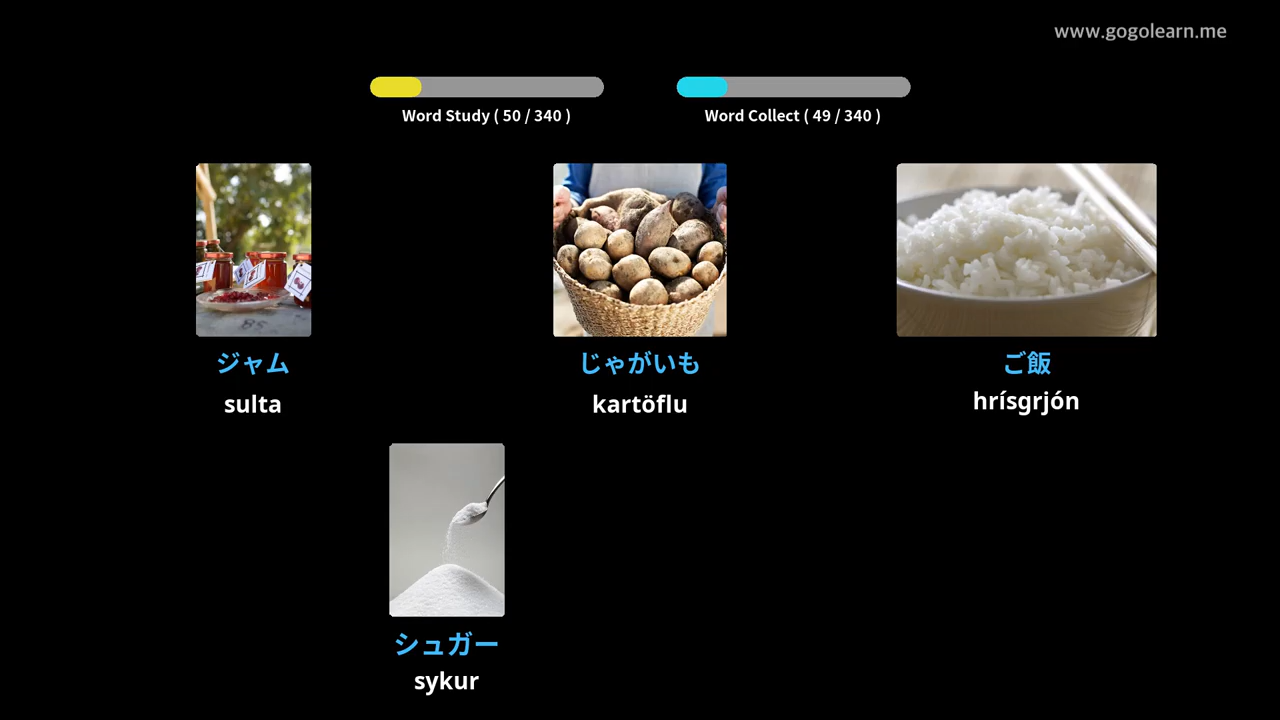 www.gogolearn.me
Word Study ( 50 / 340 )
Word Collect ( 49 / 340 )
ジャム
sulta
じゃがいも
kartöflu
ご飯
hrísgrjón
シュガー
sykur